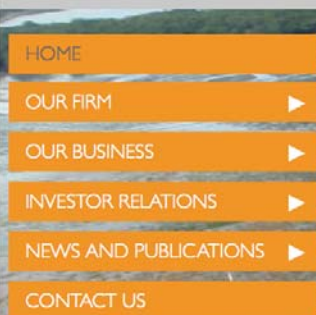 HOME
OUR FIRM
OUR BUSINESS
INVESTOR RELATIONS
NEWS AND PUBLICATIONS
CONTACT US